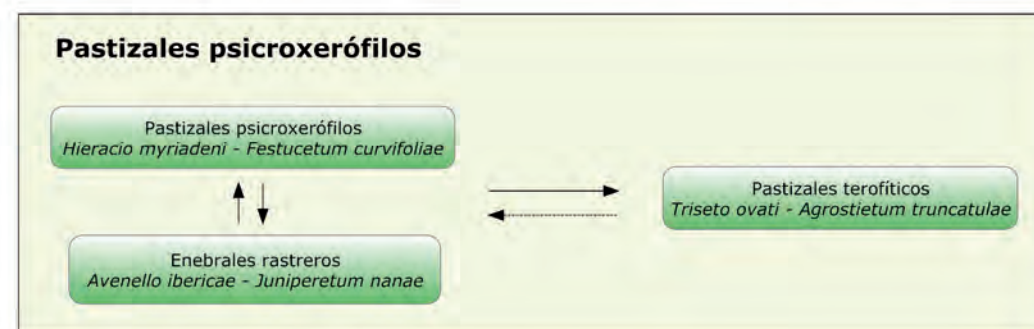 Pastizales psicroxerófilos
Pastizales psicroxerófilos
Hieracio myriadeni - Festucetum curvifoliae
Enebrales rastreros
Avenello ibericae - Juniperetum nanae
Pastizales terofíticos
Triseto ovati - Agrostietum truncatulae